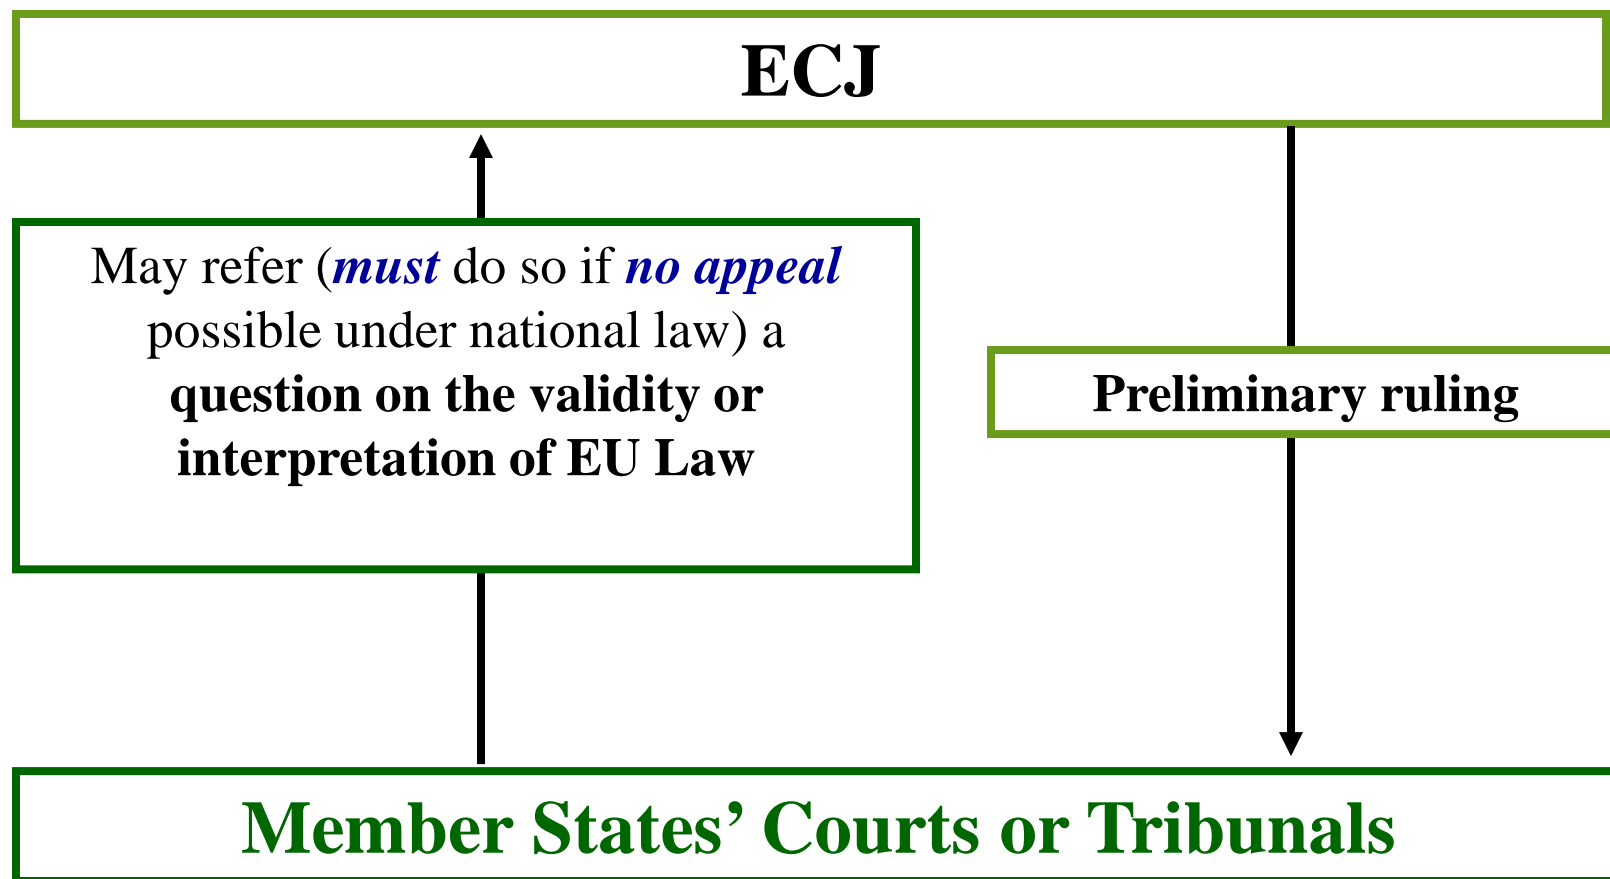 ECJ
May refer (must do so if no appeal
possible under national law) a
question on the validity or
interpretation of EU Law
Preliminary ruling
Member States’ Courts or Tribunals